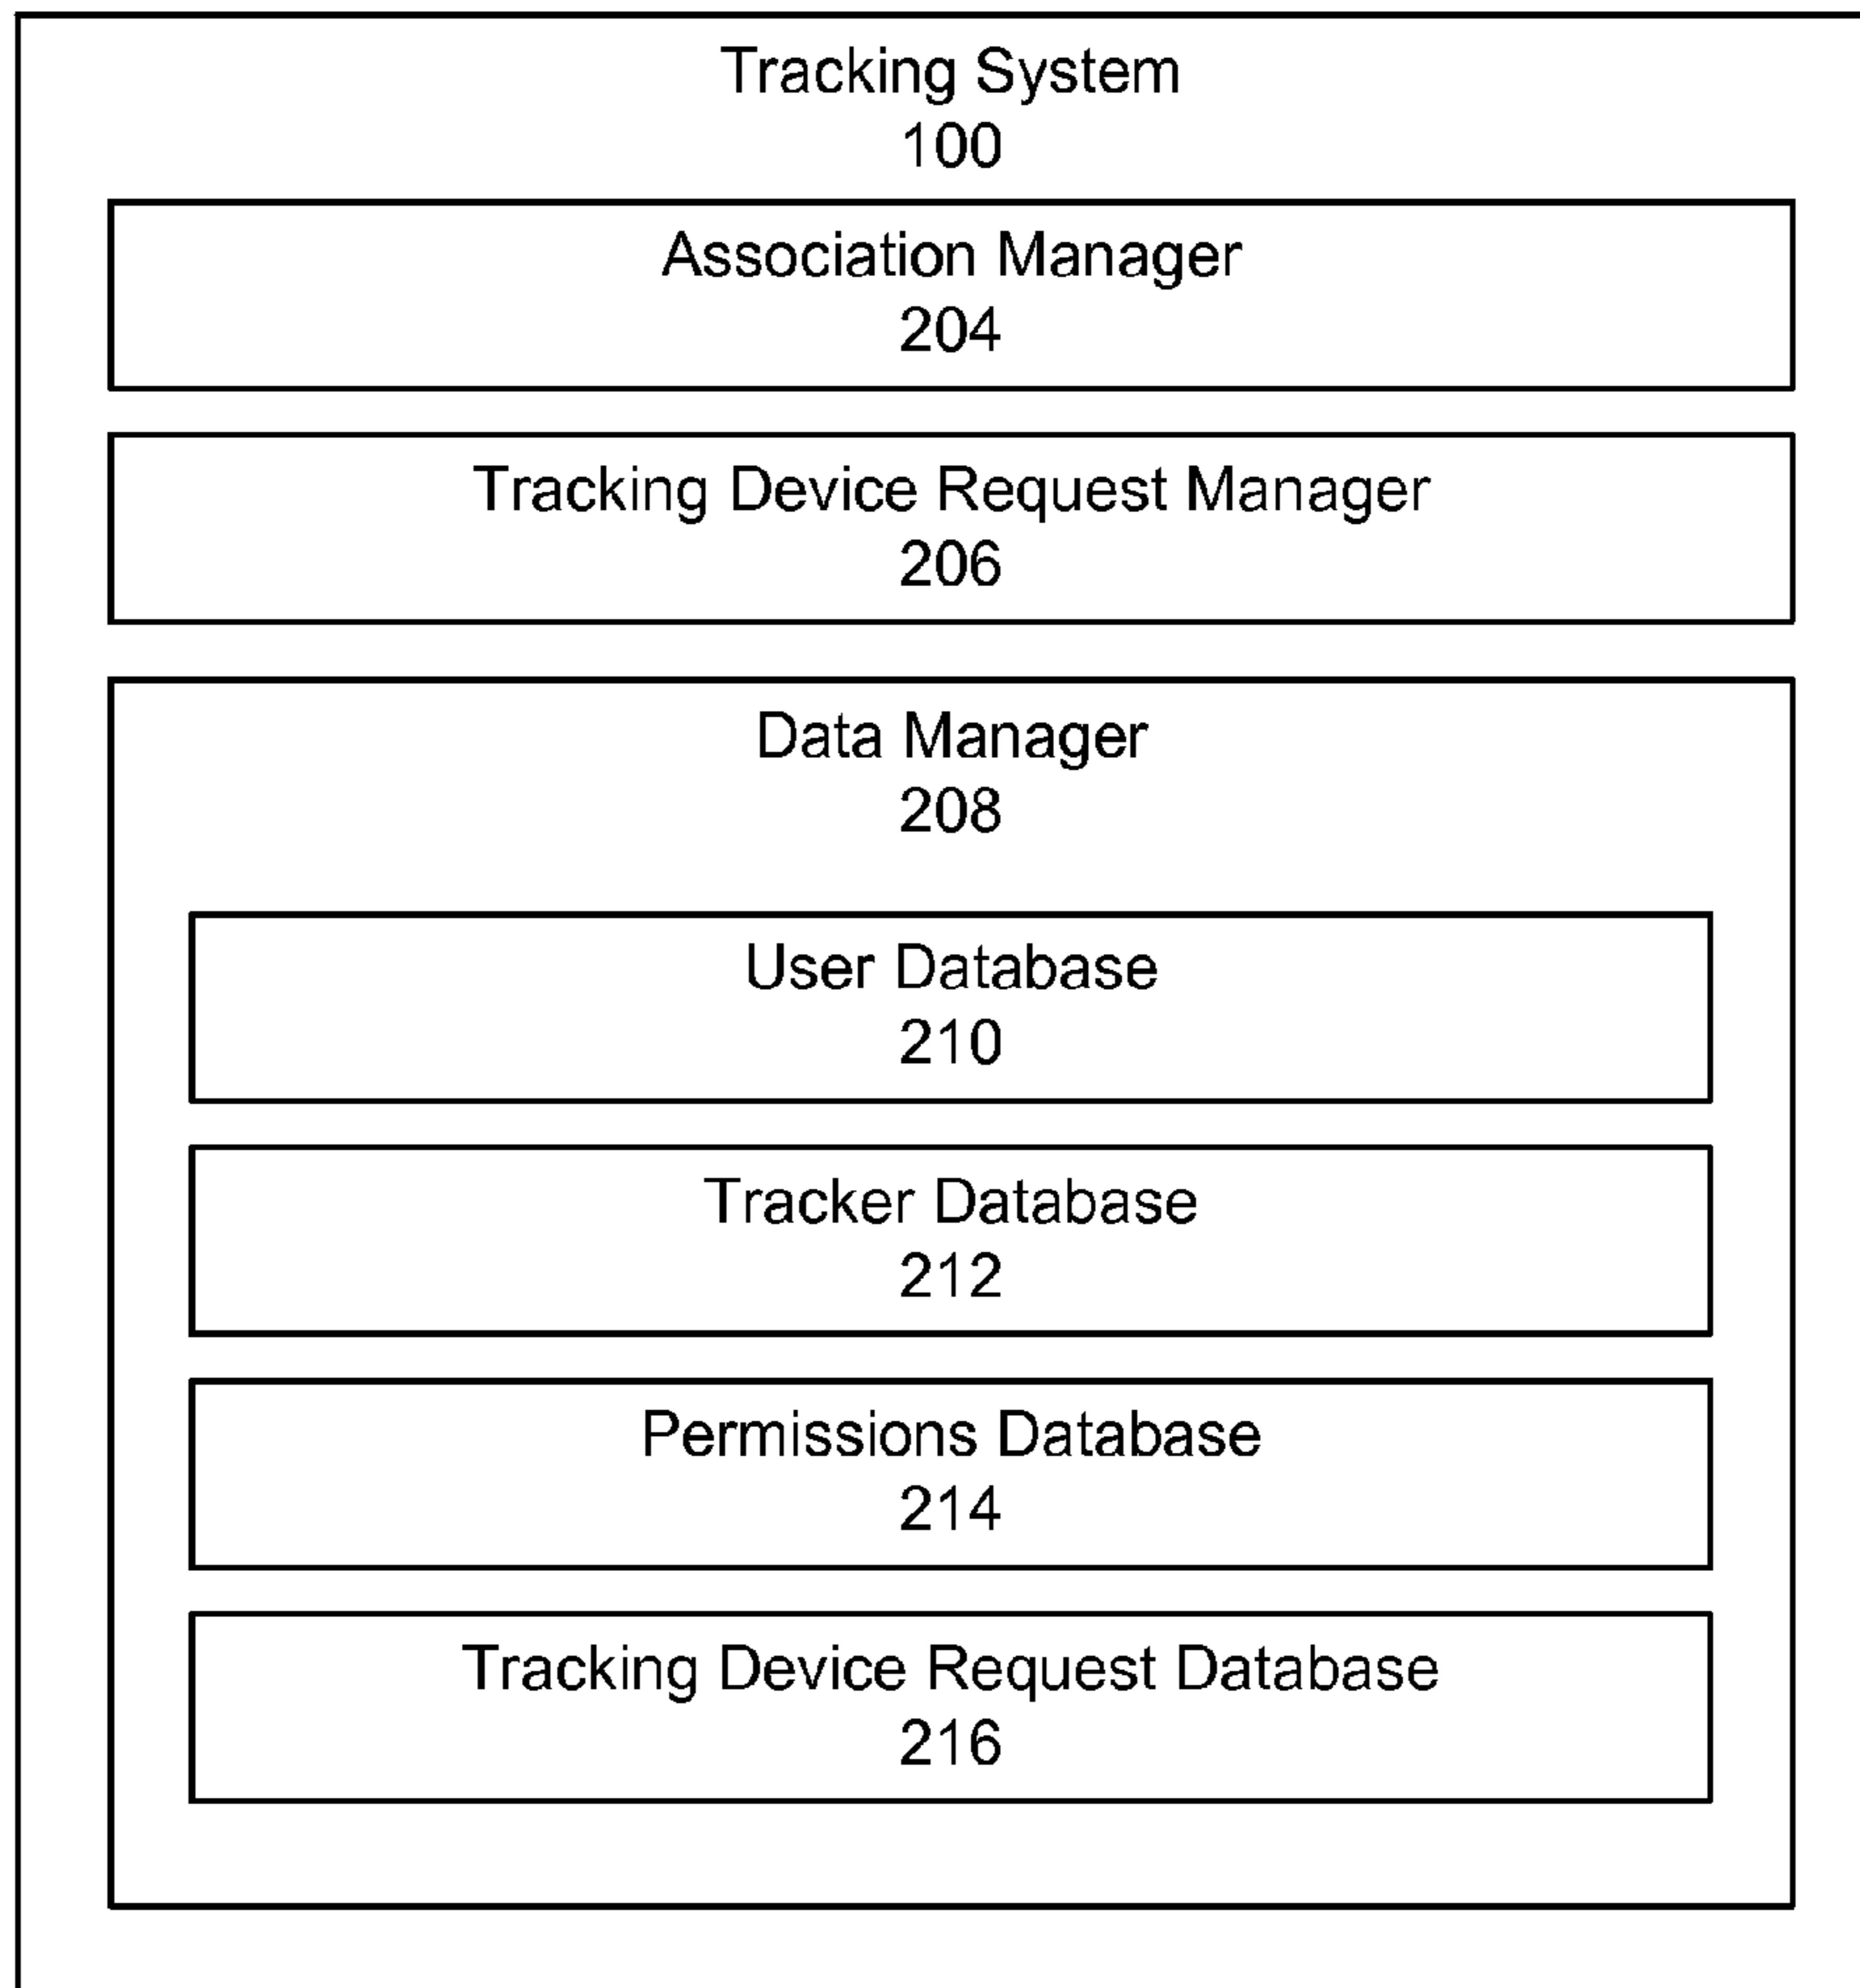 Tracking System
100
Association Manager
204
Tracking Device Request Manager
206
Data Manager
208
User Database
210
Tracker Database
212
Permissions Database
214
Tracking Device Request Database
216